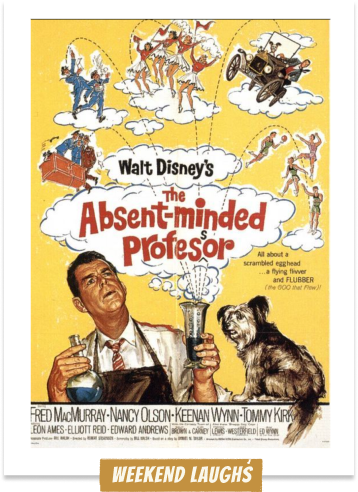 Walt Disney's
The
Absent-minded
Profesor
s
All about a
scrambled egghead
...a flying flivver
and FLUBBER
(the GOO that Flew)!
FRED MACMURRAY · NANCY OLSON · KEENAN WYNN · TOMMY KIRK
LEON AMES · ELLIOTT REID · EDWARD ANDREWS
WEEKEND LAUGHS